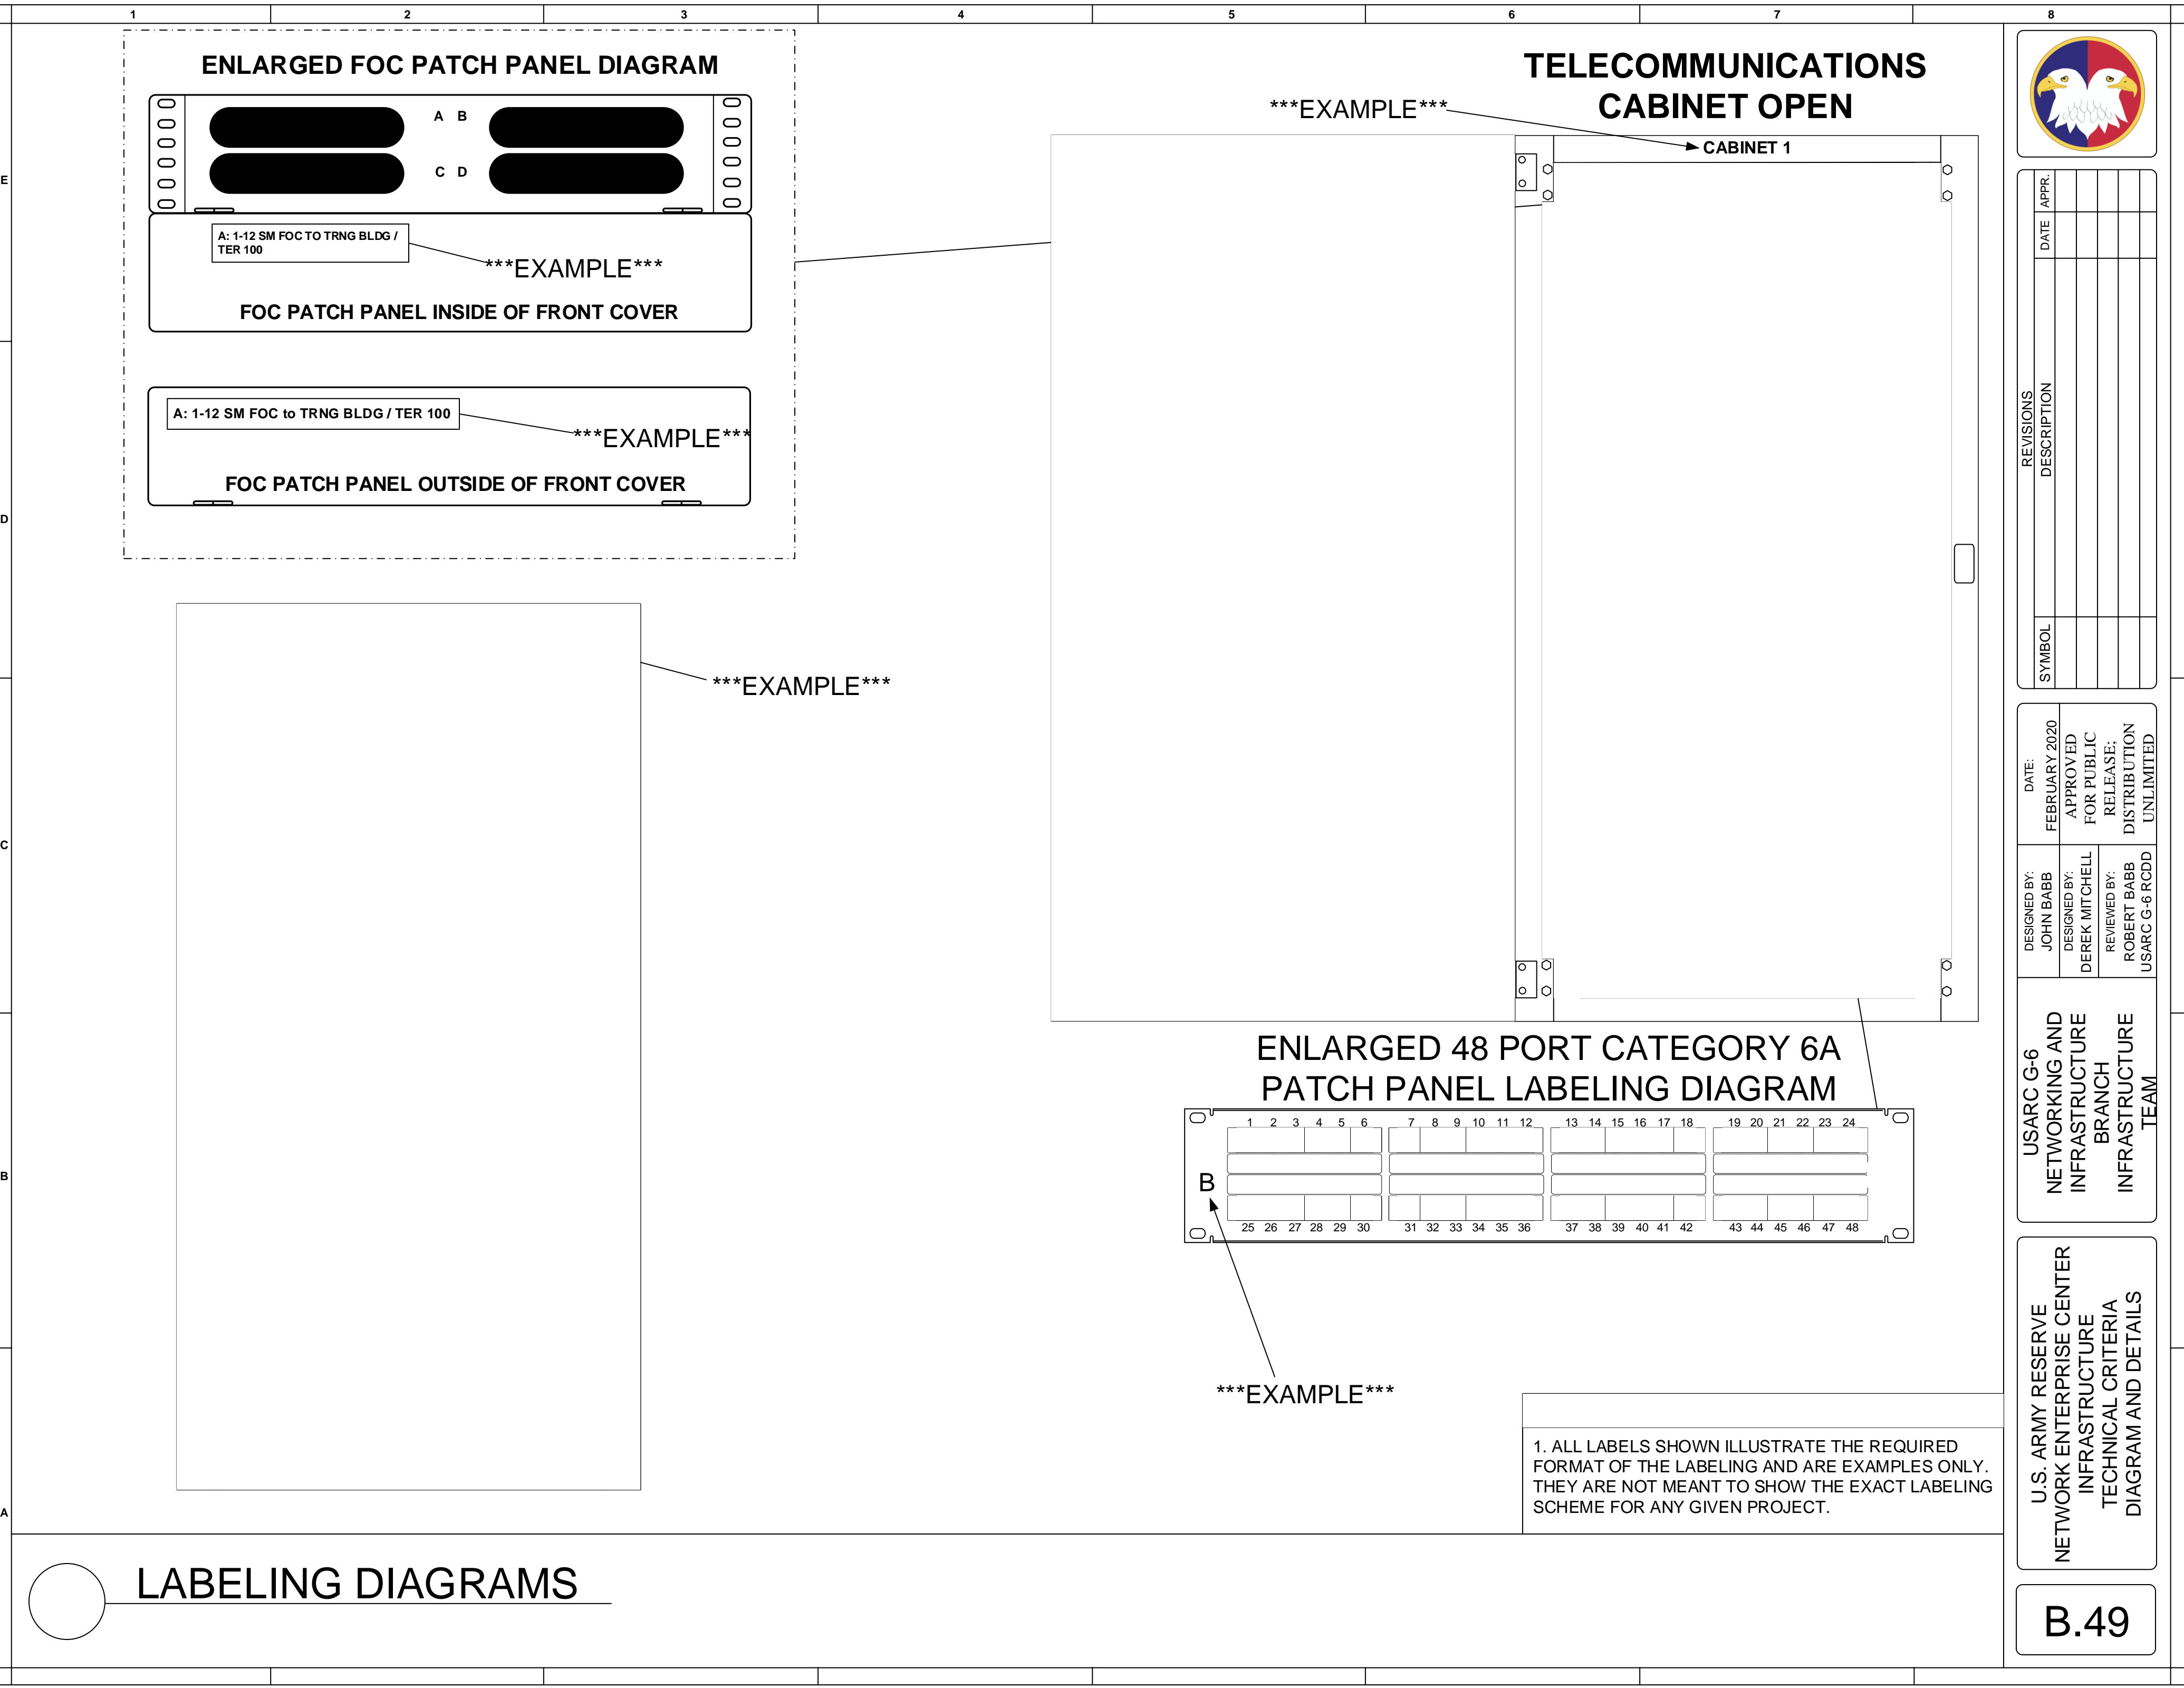 1 2 3 4 5 6 7 8
ENLARGED FOC PATCH PANEL DIAGRAM
A B
C D
A: 1-12 SM FOC TO TRNG BLDG /
TER 100
***EXAMPLE***
FOC PATCH PANEL INSIDE OF FRONT COVER
A: 1-12 SM FOC to TRNG BLDG / TER 100
***EXAMPLE***
FOC PATCH PANEL OUTSIDE OF FRONT COVER
***EXAMPLE***
TELECOMMUNICATIONS
CABINET OPEN
***EXAMPLE***
CABINET 1
ENLARGED 48 PORT CATEGORY 6A
PATCH PANEL LABELING DIAGRAM
1 2 3 4 5 6 7 8 9 10 11 12 13 14 15 16 17 18 19 20 21 22 23 24
B
25 26 27 28 29 30 31 32 33 34 35 36 37 38 39 40 41 42 43 44 45 46 47 48
***EXAMPLE***
1. ALL LABELS SHOWN ILLUSTRATE THE REQUIRED
FORMAT OF THE LABELING AND ARE EXAMPLES ONLY.
THEY ARE NOT MEANT TO SHOW THE EXACT LABELING
SCHEME FOR ANY GIVEN PROJECT.
LABELING DIAGRAMS
E
D
C
B
A
REVISIONS
SYMBOL DESCRIPTION DATE APPR.
DATE:
FEBRUARY 2020
APPROVED
FOR PUBLIC
RELEASE;
DISTRIBUTION
UNLIMITED
DESIGNED BY:
JOHN BABB
DESIGNED BY:
DEREK MITCHELL
REVIEWED BY:
ROBERT BABB
USARC G-6 RCDD
USARC G-6
NETWORKING AND
INFRASTRUCTURE
BRANCH
INFRASTRUCTURE
TEAM
U.S. ARMY RESERVE
NETWORK ENTERPRISE CENTER
INFRASTRUCTURE
TECHNICAL CRITERIA
DIAGRAM AND DETAILS
B.49